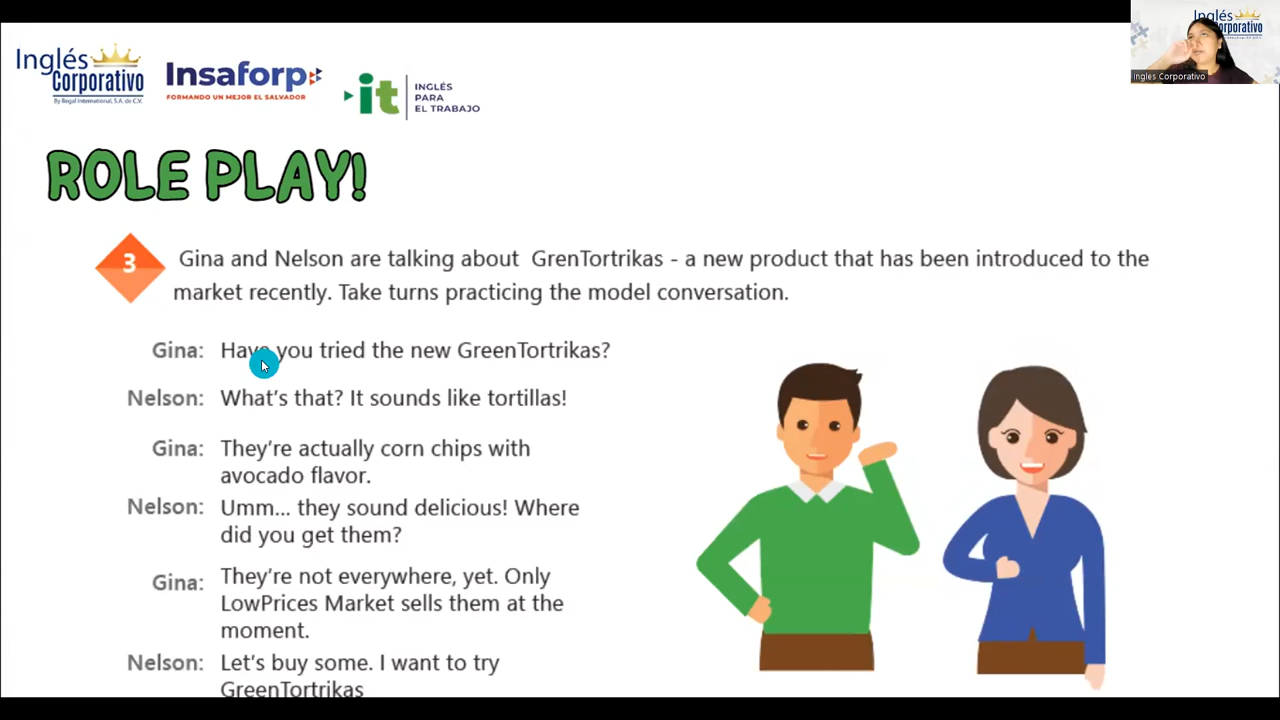 Inglés
Corporativo
By Regal International, S.A. de C.V.
Insaforp
FORMANDO UN MEJOR EL SALVADOR
it
INGLÉS
PARA
EL TRABAJO
Inglés
Corporativo
Ingles Corporativo
ROLE PLAY!
3
Gina and Nelson are talking about GrenTortrikas - a new product that has been introduced to the
market recently. Take turns practicing the model conversation.
Gina: Have you tried the new GreenTortrikas?
Nelson: What's that? It sounds like tortillas!
Gina: They're actually corn chips with
avocado flavor.
Nelson: Umm... they sound delicious! Where
did you get them?
Gina: They're not everywhere, yet. Only
LowPrices Market sells them at the
moment.
Nelson: Let's buy some. I want to try
GreenTortrikas